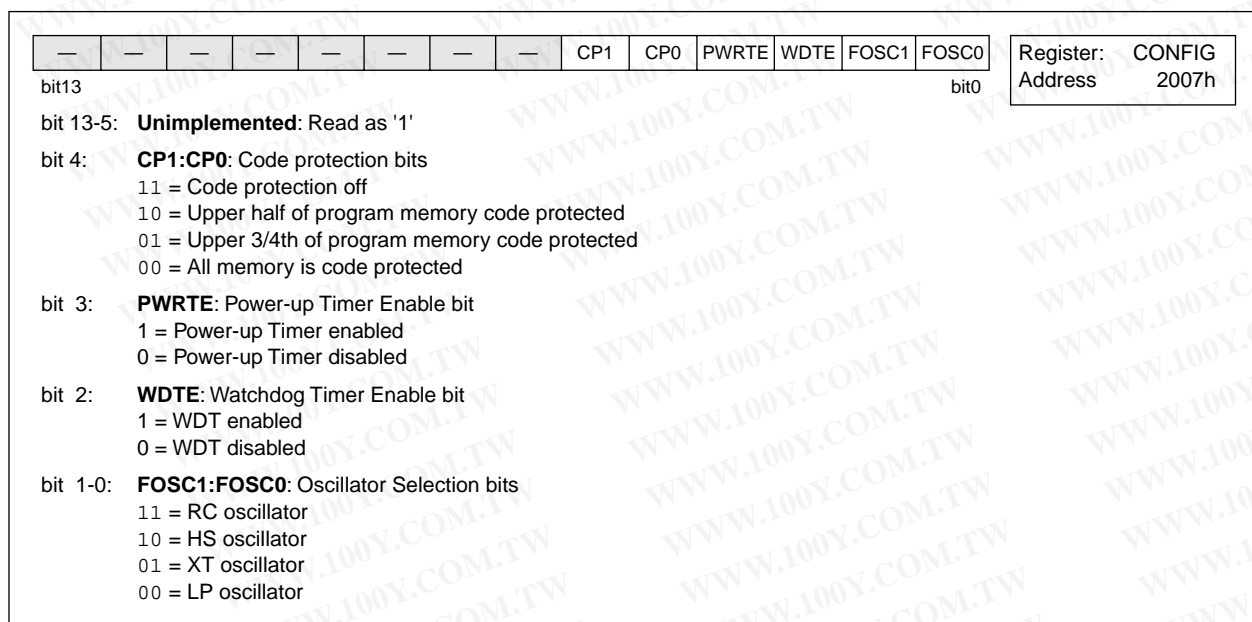 — — — — — — — — CP1 CP0 PWRTE WDTE FOSC1 FOSC0
Register: CONFIG
Address 2007h
bit13 bit0
bit 13-5: Unimplemented: Read as '1'
bit 4: CP1:CP0: Code protection bits
11 = Code protection off
10 = Upper half of program memory code protected
01 = Upper 3/4th of program memory code protected
00 = All memory is code protected
bit 3: PWRTE: Power-up Timer Enable bit
1 = Power-up Timer enabled
0 = Power-up Timer disabled
bit 2: WDTE: Watchdog Timer Enable bit
1 = WDT enabled
0 = WDT disabled
bit 1-0: FOSC1:FOSC0: Oscillator Selection bits
11 = RC oscillator
10 = HS oscillator
01 = XT oscillator
00 = LP oscillator
WWW.100Y.COM.TW